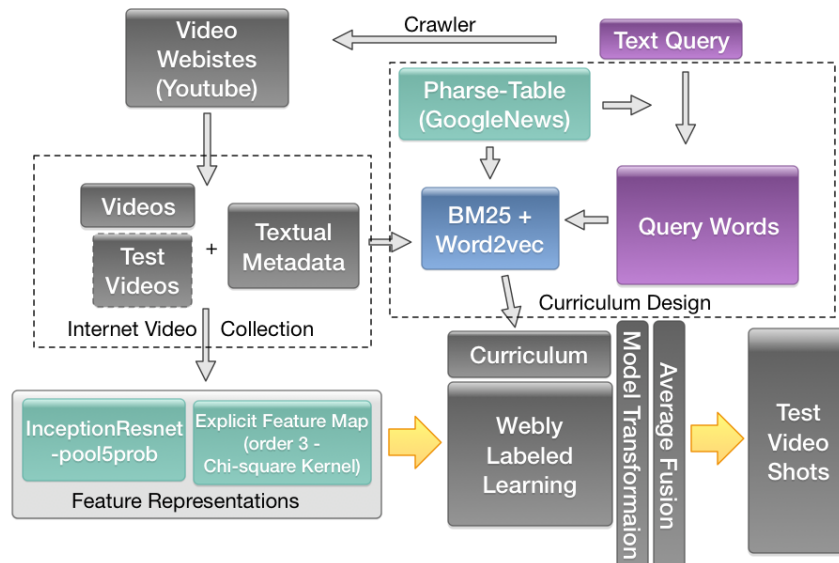 Video
Webistes
(Youtube)
Crawler
Text Query
Pharse-Table
(GoogleNews)
Videos
Test
Videos
+
Textual
Metadata
BM25 +
Word2vec
Query Words
Curriculum Design
Internet Video
Collection
Curriculum
Webly
Labeled
Learning
Model Transformaion
Average Fusion
Test
Video
Shots
InceptionResnet
-pool5prob
Explicit Feature Map
(order 3 -
Chi-square Kernel)
Feature Representations